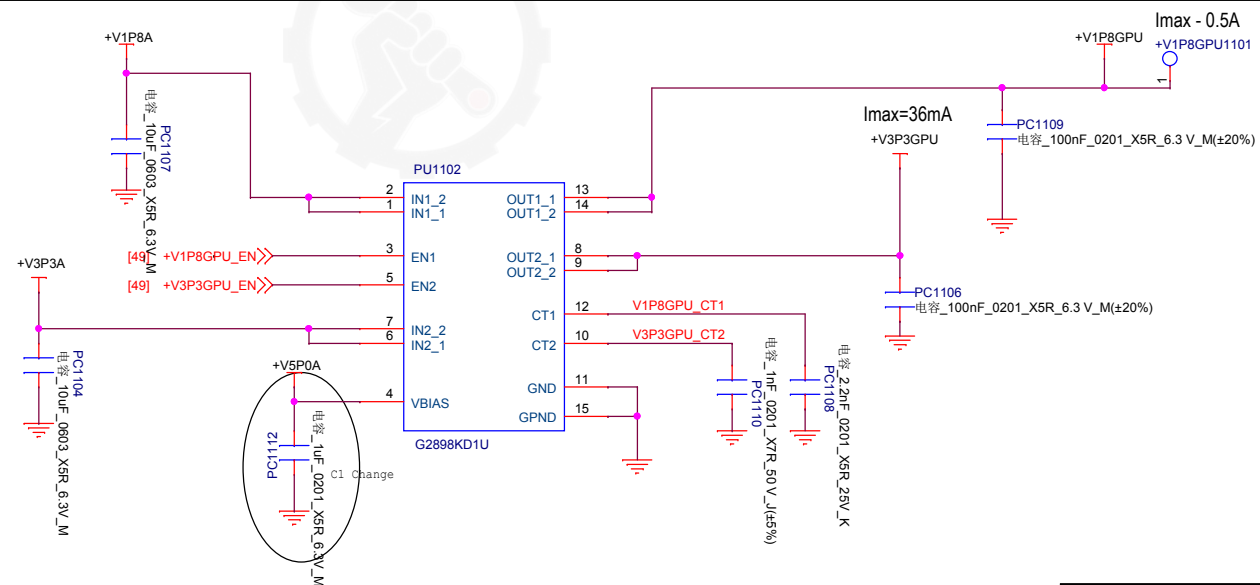 Imax - 0.5A
+V1P8A
+V1P8GPU
+V1P8GPU1101
1
Imax=36mA
+V3P3GPU
PC1107
电容_10uF_0603_X5R_6.3V_M
PC1109
电容_100nF_0201_X5R_6.3 V_M(±20%)
PU1102
2
IN1_2
1
IN1_1
[49]
+V1P8GPU_EN
3
EN1
[49]
+V3P3GPU_EN
5
EN2
7
IN2_2
6
IN2_1
4
VBIAS
OUT1_1
13
OUT1_2
14
OUT2_1
8
OUT2_2
9
CT1
12
V1P8GPU_CT1
CT2
10
V3P3GPU_CT2
GND
11
GPND
15
G2898KD1U
+V3P3A
PC1104
电容_10uF_0603_X5R_6.3V_M
+V5P0A
PC1112
电容_1uF_0201_X5R_6.3V_M
C1 Change
PC1106
电容_100nF_0201_X5R_6.3 V_M(±20%)
PC1110
电容_1nF_0201_X7R_50 V_J(±5%)
PC1108
电容_2.2nF_0201_X5R_25V_K